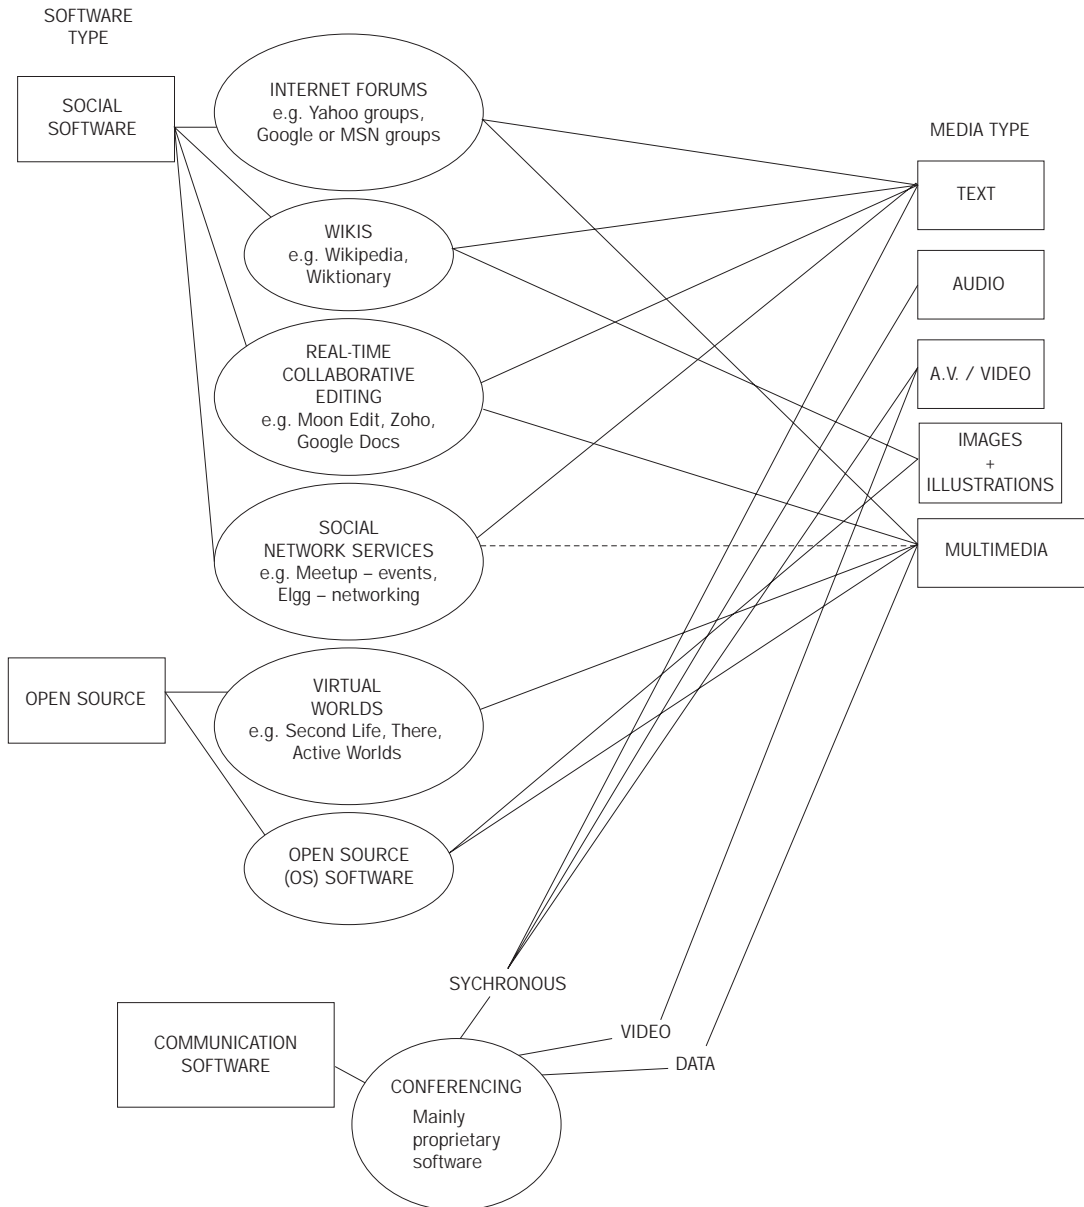 SOFTWARE
TYPE
SOCIAL
SOFTWARE
INTERNET FORUMS
e.g. Yahoo groups,
Google or MSN groups
WIKIS
e.g. Wikipedia,
Wiktionary
REAL-TIME
COLLABORATIVE
EDITING
e.g. Moon Edit, Zoho,
Google Docs
SOCIAL
NETWORK SERVICES
e.g. Meetup – events,
Elgg – networking
OPEN SOURCE
VIRTUAL
WORLDS
e.g. Second Life, There,
Active Worlds
OPEN SOURCE
(OS) SOFTWARE
COMMUNICATION
SOFTWARE
CONFERENCING
Mainly
proprietary
software
SYCHRONOUS
VIDEO
DATA
MEDIA TYPE
TEXT
AUDIO
A.V. / VIDEO
IMAGES
+
ILLUSTRATIONS
MULTIMEDIA